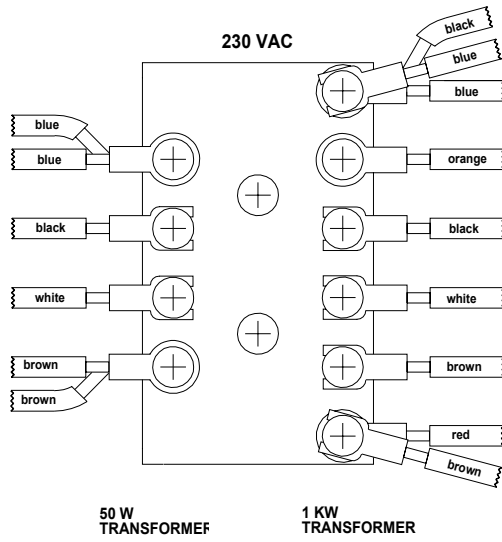 230 VAC
black
blue
blue
blue
blue
orange
black
black
white
white
brown
brown
brown
red
brown
50 W
TRANSFORMER
1 KW
TRANSFORMER